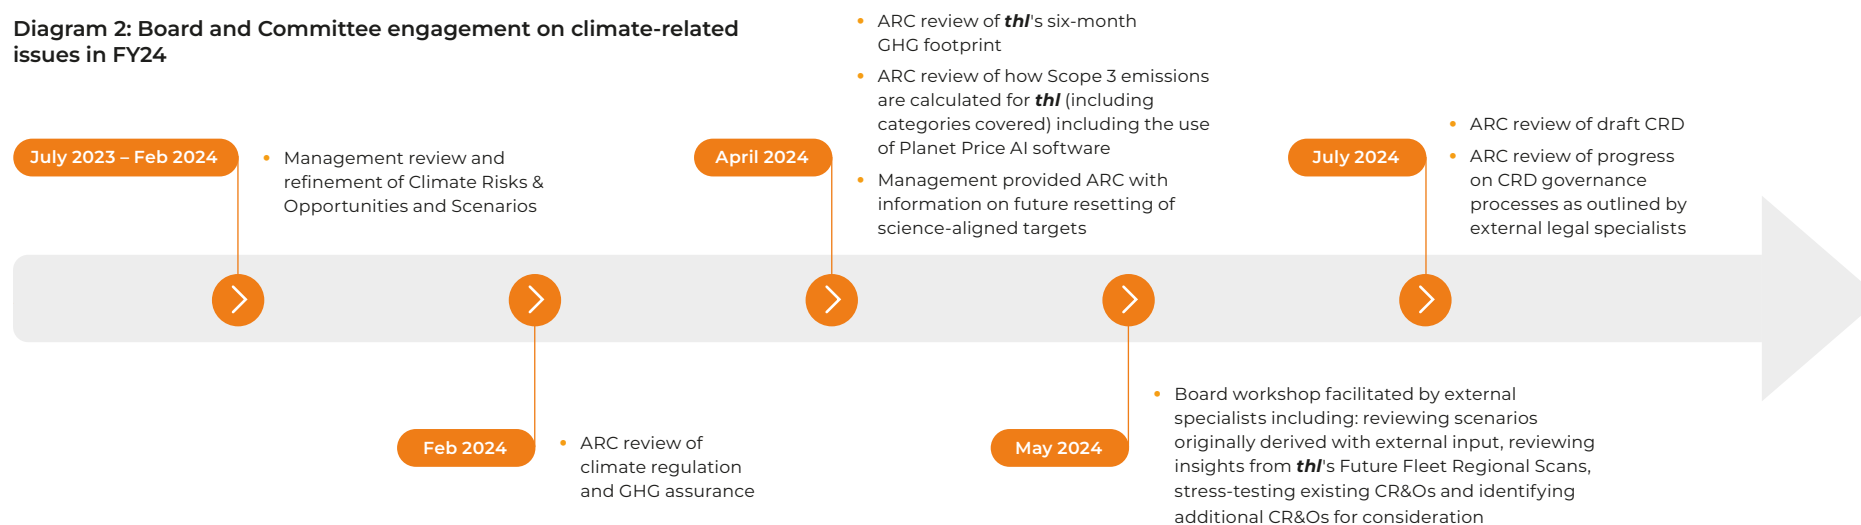 Diagram 2: Board and Committee engagement on climate-related
issues in FY24
July 2023 – Feb 2024
• Management review and
refinement of Climate Risks &
Opportunities and Scenarios
Feb 2024
• ARC review of
climate regulation
and GHG assurance
April 2024
• ARC review of thl's six-month
GHG footprint
• ARC review of how Scope 3 emissions
are calculated for thl (including
categories covered) including the use
of Planet Price AI software
• Management provided ARC with
information on future resetting of
science-aligned targets
May 2024
• Board workshop facilitated by external
specialists including: reviewing scenarios
originally derived with external input, reviewing
insights from thl's Future Fleet Regional Scans,
stress-testing existing CR&Os and identifying
additional CR&Os for consideration
July 2024
• ARC review of draft CRD
• ARC review of progress
on CRD governance
processes as outlined by
external legal specialists